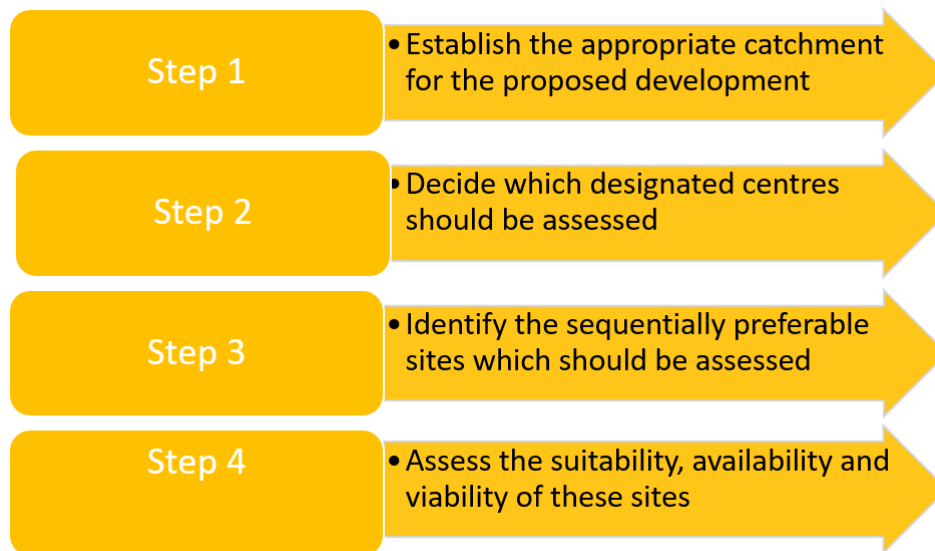 Step 1
• Establish the appropriate catchment
for the proposed development
Step 2
• Decide which designated centres
should be assessed
Step 3
• Identify the sequentially preferable
sites which should be assessed
Step 4
• Assess the suitability, availability and
viability of these sites